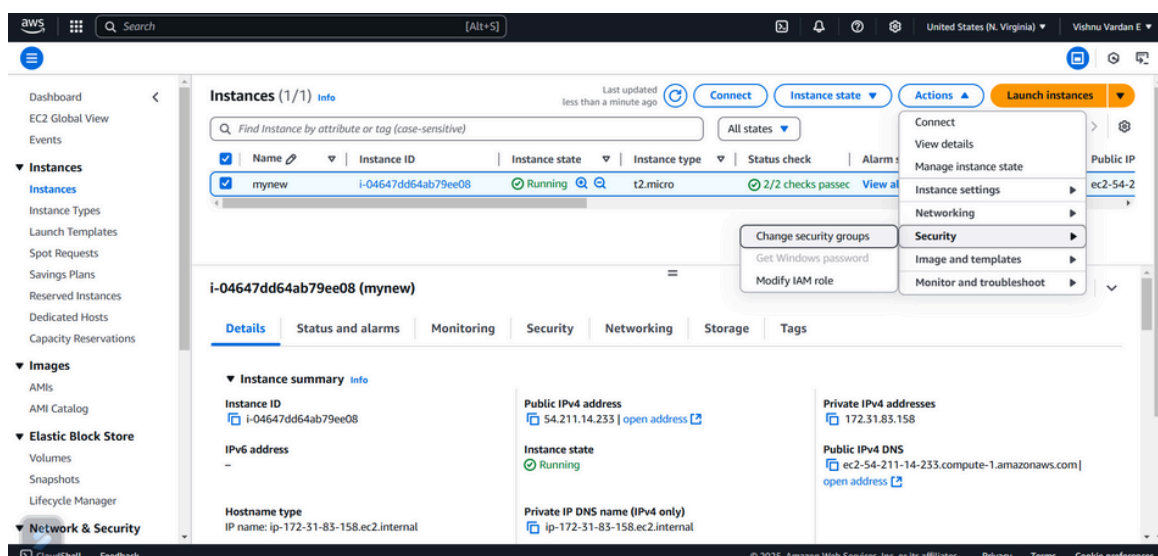 aws
Search [Alt+S] United States (N. Virginia) Vishnu Vardan E
Dashboard
EC2 Global View
Events
Instances
Instances
Instance Types
Launch Templates
Spot Requests
Savings Plans
Reserved Instances
Dedicated Hosts
Capacity Reservations
Images
AMIs
AMI Catalog
Elastic Block Store
Volumes
Snapshots
Lifecycle Manager
Network & Security
Instances (1/1) Info
Last updated
less than a minute ago
Connect Instance state Actions Launch instances
Find Instance by attribute or tag (case-sensitive) All states
Name Instance ID Instance state Instance type Status check Alarm s Public IP
mynew i-04647dd64ab79ee08 Running t2.micro 2/2 checks passec View al ec2-54-2
Connect
View details
Manage instance state
Instance settings
Networking
Security
Image and templates
Monitor and troubleshoot
Change security groups
Get Windows password
Modify IAM role
i-04647dd64ab79ee08 (mynew)
Details Status and alarms Monitoring Security Networking Storage Tags
Instance summary Info
Instance ID
i-04647dd64ab79ee08
Public IPv4 address
54.211.14.233 | open address
Private IPv4 addresses
172.31.83.158
IPv6 address
–
Instance state
Running
Public IPv4 DNS
ec2-54-211-14-233.compute-1.amazonaws.com |
open address
Hostname type
IP name: ip-172-31-83-158.ec2.internal
Private IP DNS name (IPv4 only)
ip-172-31-83-158.ec2.internal
CloudShell Feedback © 2025, Amazon Web Services, Inc. or its affiliates. Privacy Terms Cookie preferences